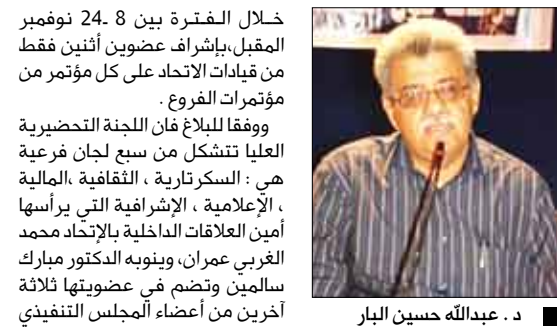 خلال الفترة بين 8 ـ24 نوفمبر
المقبل،بإشراف عضوين أثنين فقط
من قيادات الاتحاد على كل مؤتمر من
مؤتمرات الفروع .
ووفقا للبلاغ فان اللجنة التحضيرية
العليا تتشكل من سبع لجان فرعية
هي : السكرتارية ، الثقافية ،المالية
، الإعلامية ، الإشرافية التي يرأسها
أمين العلاقات الداخلية بالإتحاد محمد
الغربي عمران، وينوبه الدكتور مبارك
سالمين وتضم في عضويتها ثلاثة
آخرين من أعضاء المجلس التنفيذي
د . عبدالله حسين البار